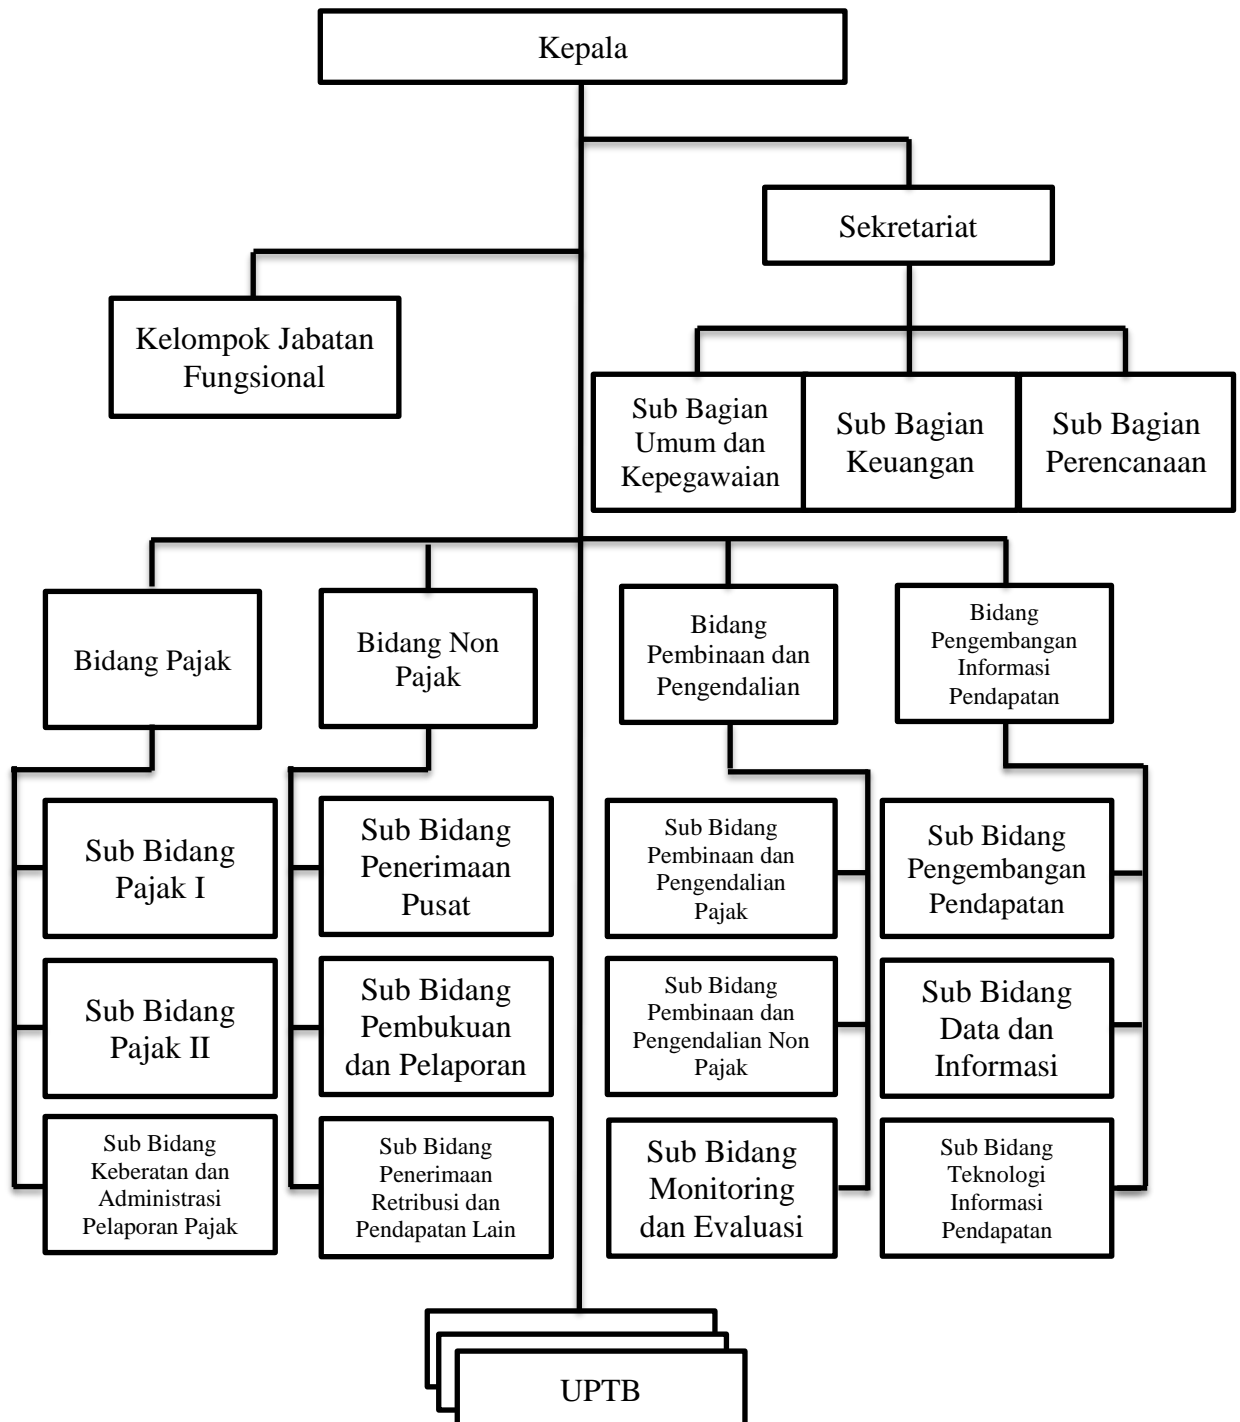 Kepala
Sekretariat
Kelompok Jabatan
Fungsional
Sub Bagian
Umum dan
Kepegawaian
Sub Bagian
Keuangan
Sub Bagian
Perencanaan
Bidang Pajak
Bidang Non
Pajak
Bidang
Pembinaan dan
Pengendalian
Bidang
Pengembangan
Informasi
Pendapatan
Sub Bidang
Pajak I
Sub Bidang
Penerimaan
Pusat
Sub Bidang
Pembinaan dan
Pengendalian
Pajak
Sub Bidang
Pengembangan
Pendapatan
Sub Bidang
Pajak II
Sub Bidang
Pembukuan
dan Pelaporan
Sub Bidang
Pembinaan dan
Pengendalian Non
Pajak
Sub Bidang
Data dan
Informasi
Sub Bidang
Keberatan dan
Administrasi
Pelaporan Pajak
Sub Bidang
Penerimaan
Retribusi dan
Pendapatan Lain
Sub Bidang
Monitoring
dan Evaluasi
Sub Bidang
Teknologi
Informasi
Pendapatan
UPTB